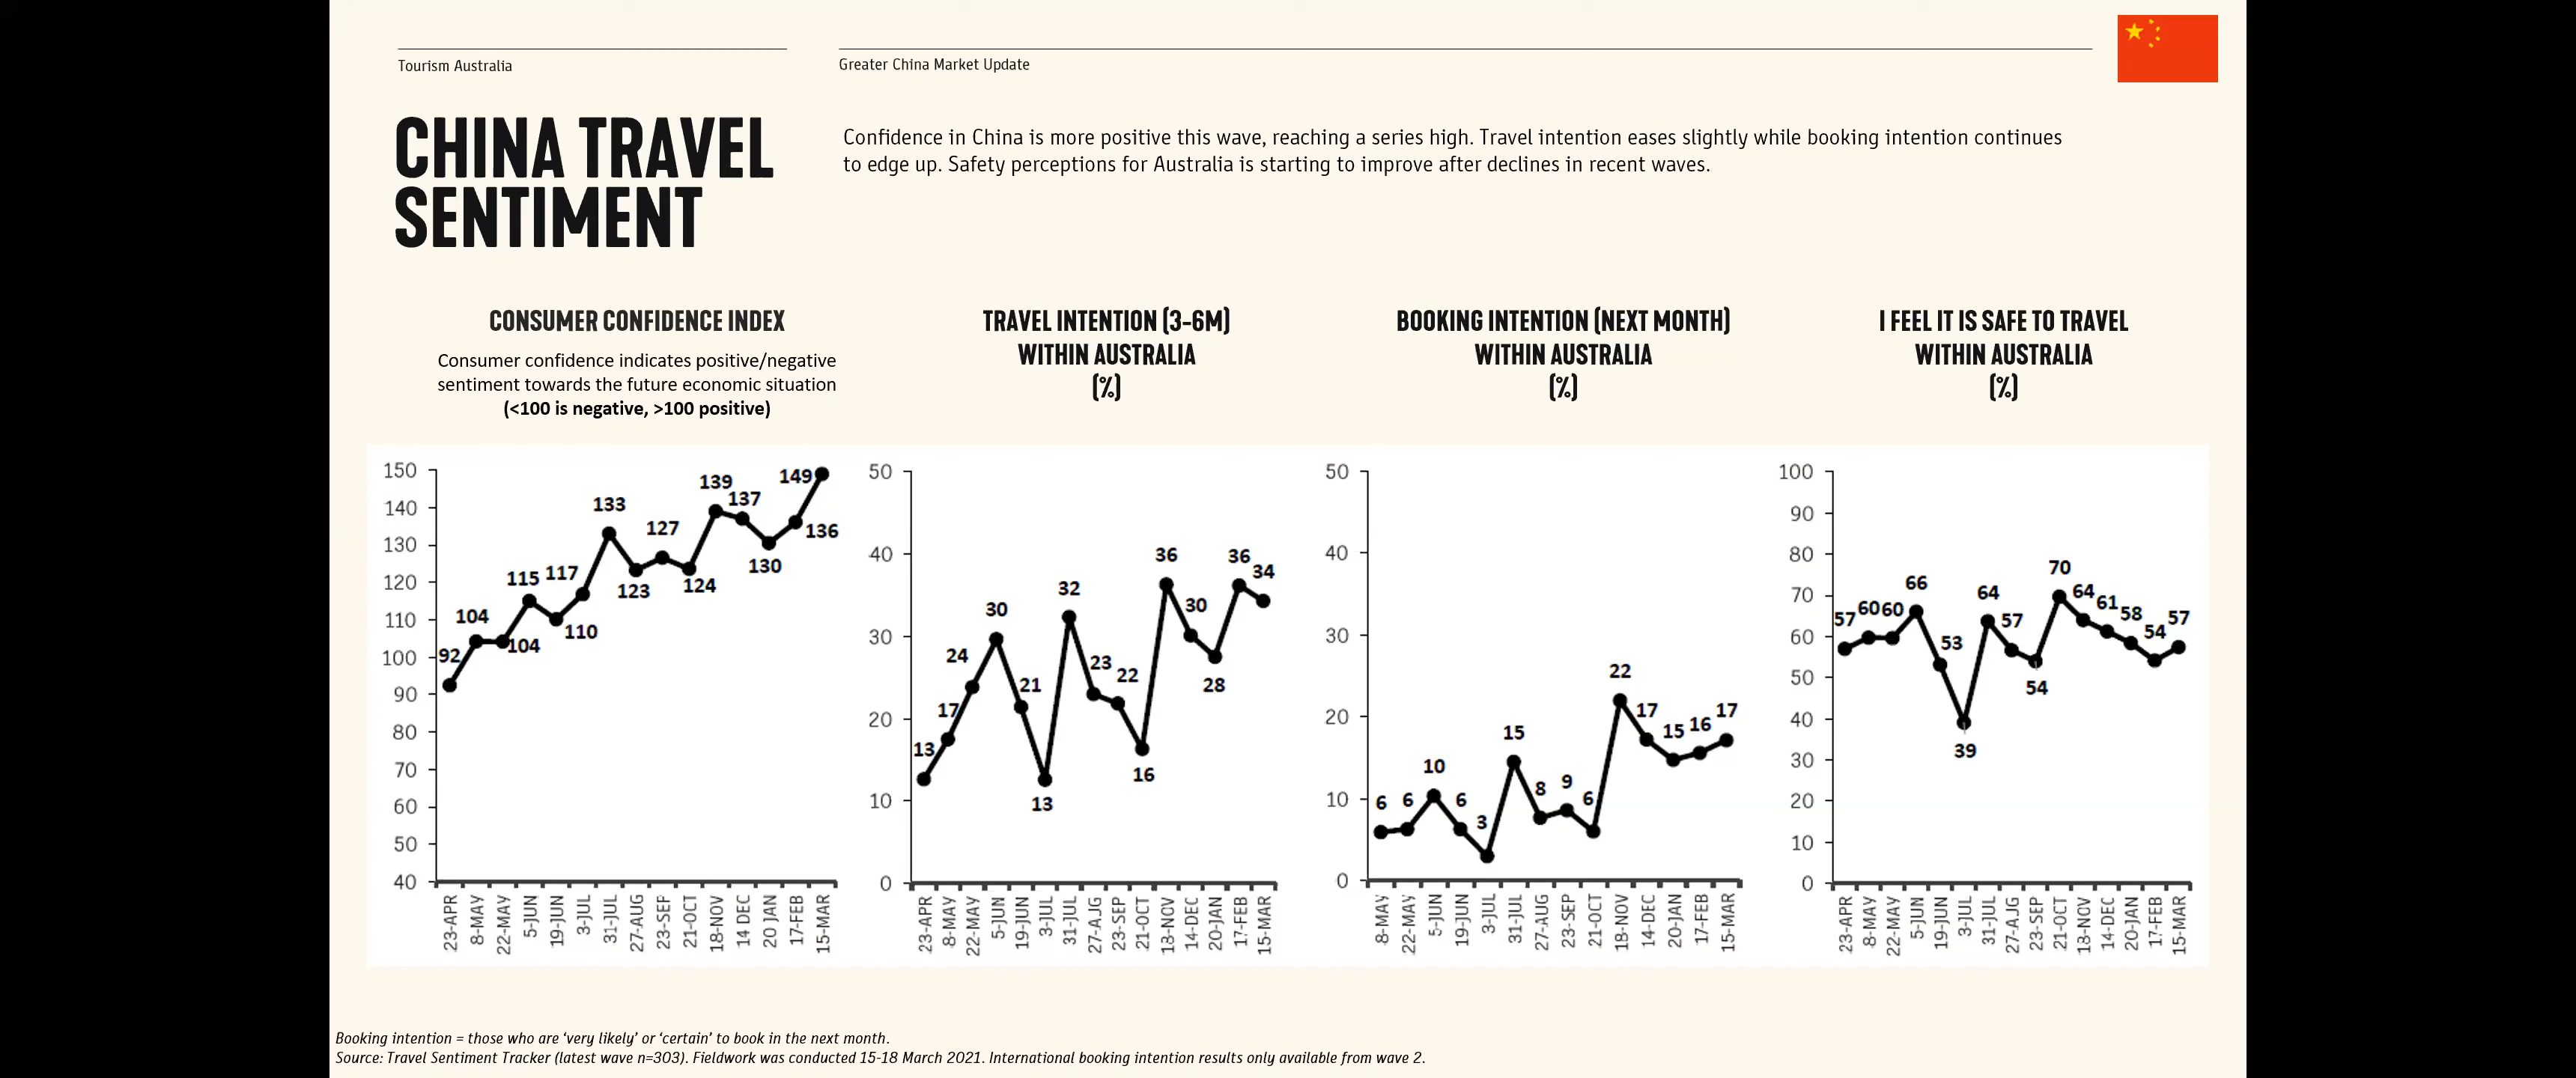 Tourism Australia
Greater China Market Update
CHINA TRAVEL
SENTIMENT
Confidence in China is more positive this wave, reaching a series high. Travel intention eases slightly while booking intention continues
to edge up. Safety perceptions for Australia is starting to improve after declines in recent waves.
CONSUMER CONFIDENCE INDEX
Consumer confidence indicates positive/negative
sentiment towards the future economic situation
(<100 is negative, >100 positive)
150
140
130
120
110
100
90
80
70
60
50
40
92
104
104
115
110
117
133
123
127
124
139
137
130
136
149
23-APR
8-MAY
22-MAY
5-JUN
19-JUN
3-JUL
31-JUL
27-AUG
23-SEP
21-OCT
18-NOV
14 DEC
20 JAN
17-FEB
15-MAR
TRAVEL INTENTION (3-6M)
WITHIN AUSTRALIA
(%)
50
40
30
20
10
0
13
17
24
30
21
13
32
23
22
16
36
30
28
36
34
23-APR
8-MAY
22-MAY
5-JUN
19-JUN
3-JUL
31-JUL
27-AJG
23-SEP
21-OCT
13-NOV
14-DEC
20-JAN
17-FEB
15-MAR
BOOKING INTENTION (NEXT MONTH)
WITHIN AUSTRALIA
(%)
50
40
30
20
10
0
6
6
10
6
3
15
8
9
6
22
17
15
16
17
8-MAY
22-MAY
5-JUN
19-JUN
3-JUL
31-JUL
27-AUG
23-SEP
21-OCT
18-NOV
14-DEC
20-JAN
17-FEB
15-MAR
I FEEL IT IS SAFE TO TRAVEL
WITHIN AUSTRALIA
(%)
100
90
80
70
60
50
40
30
20
10
0
57
60
60
66
53
39
64
57
54
70
64
61
58
54
57
23-APR
8-MAY
22-MAY
5-JUN
19-JUN
3-JUL
31-JUL
27-AJG
23-SEP
21-OCT
13-NOV
14-DEC
20-JAN
17-FEB
15-MAR
Booking intention = those who are ‘very likely’ or ‘certain’ to book in the next month.
Source: Travel Sentiment Tracker (latest wave n=303). Fieldwork was conducted 15-18 March 2021. International booking intention results only available from wave 2.